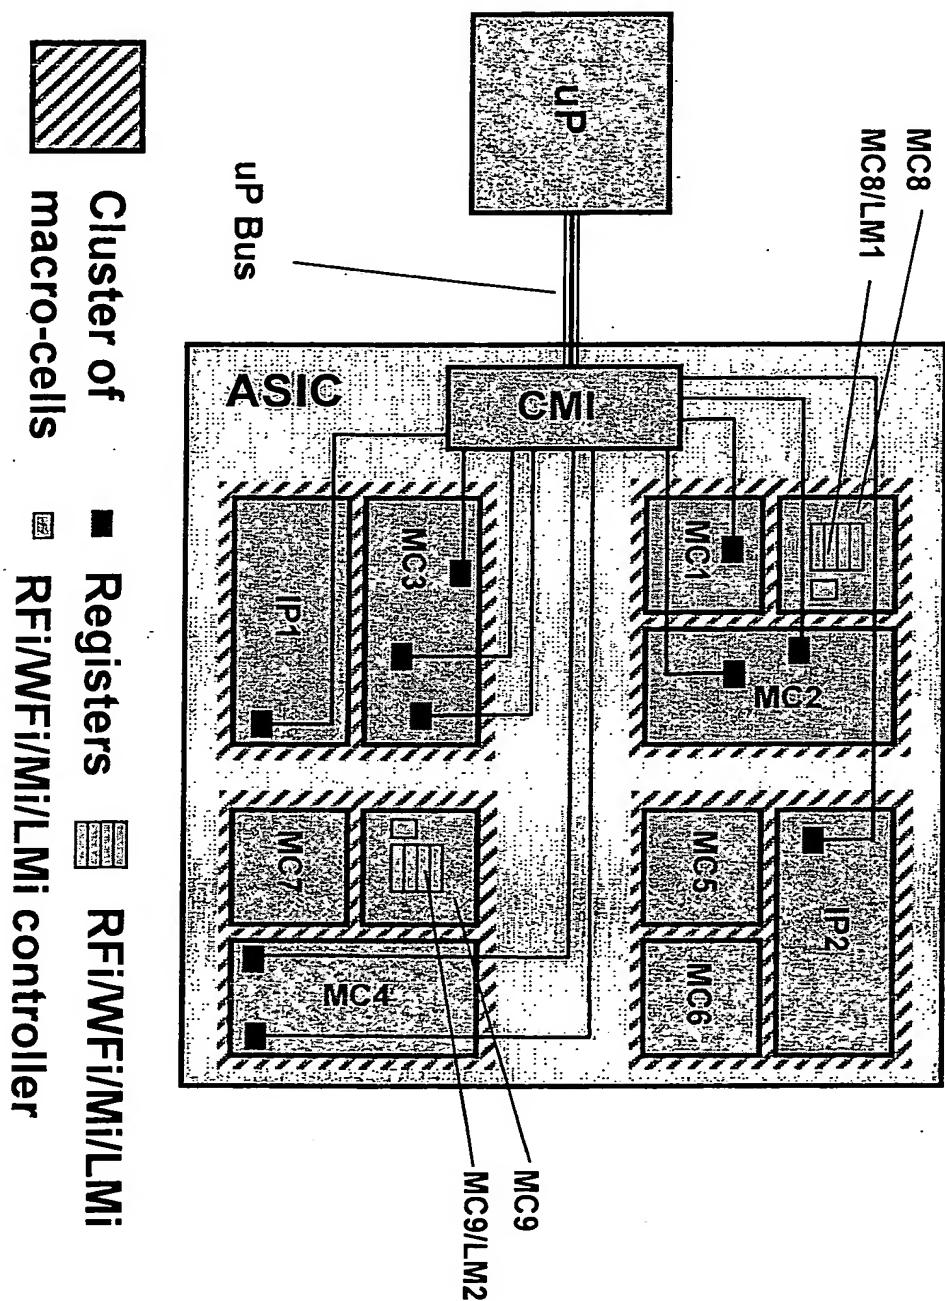 MC8
MC8/LM1
uP
uP Bus
ASIC
CMI
MC1
MC2
MC3
IP1
IP2
MC5
MC6
MC7
MC4
MC9
MC9/LM2
Cluster of
macro-cells
Registers
RFi/WFi/Mi/LMi
RFi/WFi/Mi/LMi controller